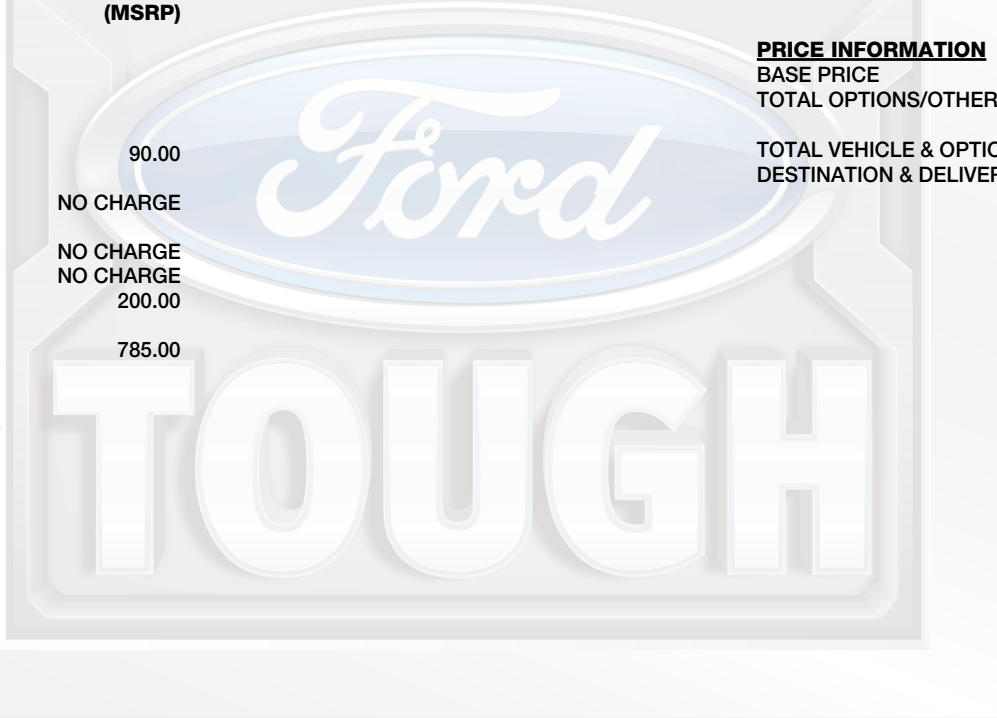 (MSRP)
PRICE INFORMATION
BASE PRICE
TOTAL OPTIONS/OTHER
90.00
TOTAL VEHICLE & OPTIO
DESTINATION & DELIVER
NO CHARGE
NO CHARGE
NO CHARGE
200.00
785.00
Ford
TOUGH